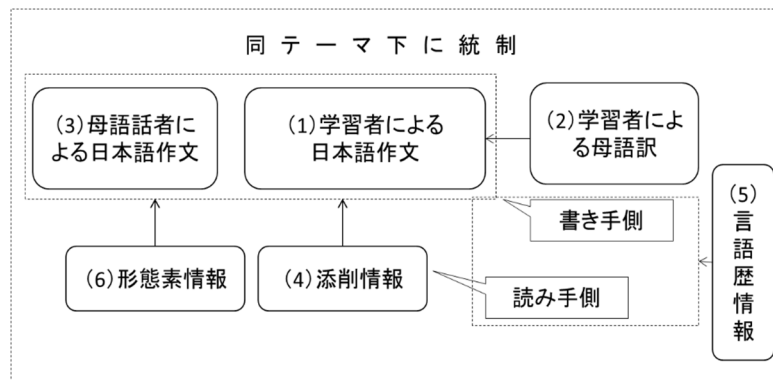 同テーマ下に統制
(3)母語話者に
よる日本語作文
(1)学習者による
日本語作文
(2)学習者によ
る母語訳
(5)
言
語
歴
情
報
書き手側
(6)形態素情報
(4)添削情報
読み手側